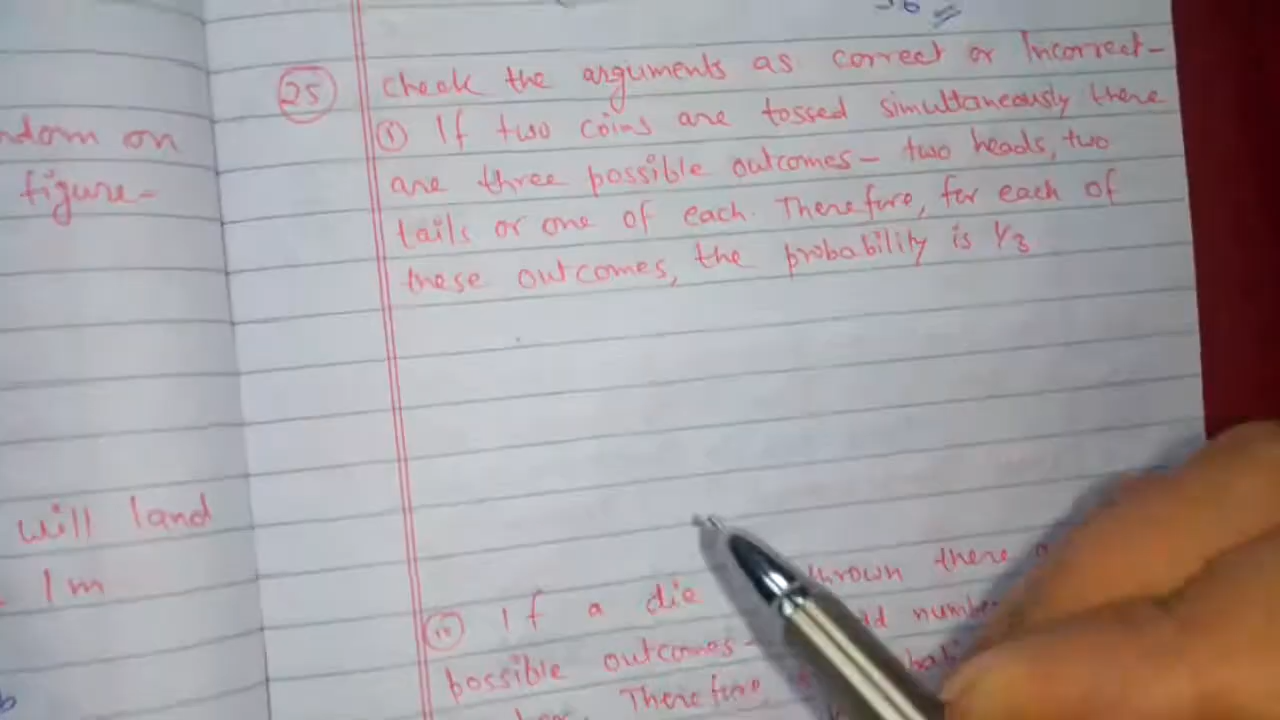 36
ndom on
figure-
will land
1m
25 check the arguments as correct or Incorrect-
(i) If two coins are tossed simultaneously there
are three possible outcomes- two heads, two
tails or one of each. Therefore, for each of
these outcomes, the probability is 1/3
(ii) If a die thrown there
possible outcomes- numbe
Therefore